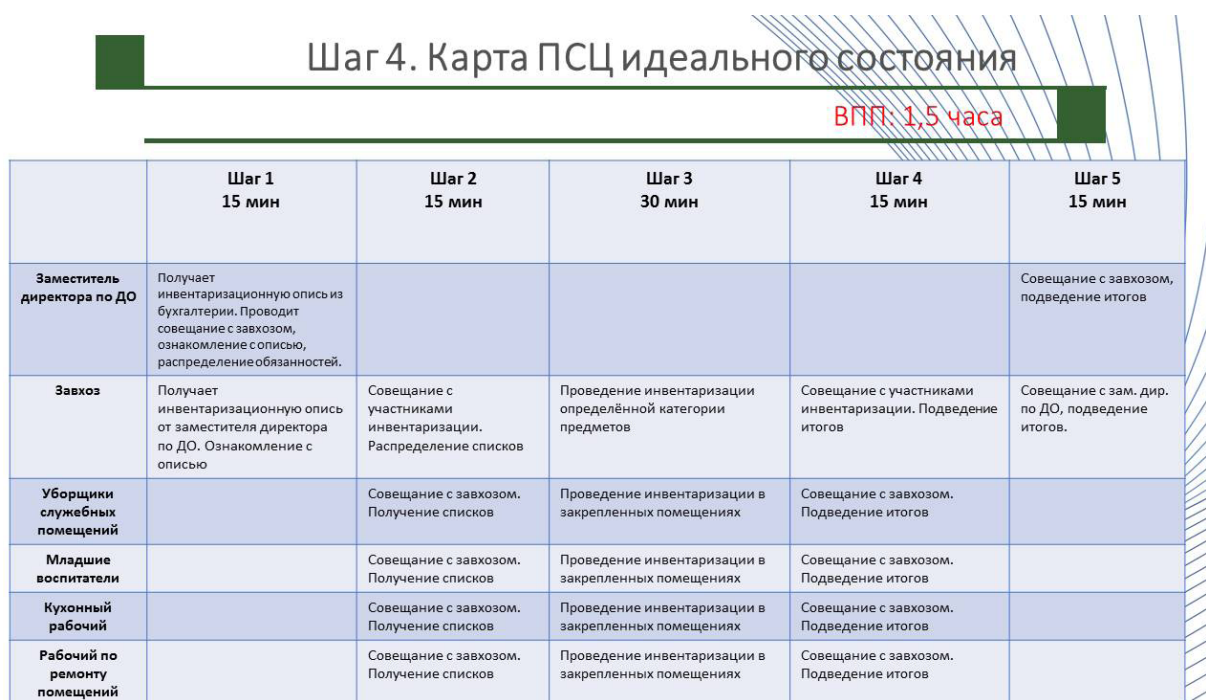 Шаг 4. Карта ПСЦ идеального состояния
ВПП: 1,5 часа
Шаг 1
15 мин
Шаг 2
15 мин
Шаг 3
30 мин
Шаг 4
15 мин
Шаг 5
15 мин
Заместитель
директора по ДО
Получает
инвентаризационную опись из
бухгалтерии. Проводит
совещание с завхозом,
ознакомление с описью,
распределение обязанностей.
Совещание с завхозом,
подведение итогов
Завхоз
Получает
инвентаризационную опись
от заместителя директора
по ДО. Ознакомление с
описью
Совещание с
участниками
инвентаризации.
Распределение списков
Проведение инвентаризации
определённой категории
предметов
Совещание с участниками
инвентаризации. Подведение
итогов
Совещание с зам. дир.
по ДО, подведение
итогов.
Уборщики
служебных
помещений
Совещание с завхозом.
Получение списков
Проведение инвентаризации в
закрепленных помещениях
Совещание с завхозом.
Подведение итогов
Младшие
воспитатели
Совещание с завхозом.
Получение списков
Проведение инвентаризации в
закрепленных помещениях
Совещание с завхозом.
Подведение итогов
Кухонный
рабочий
Совещание с завхозом.
Получение списков
Проведение инвентаризации в
закрепленных помещениях
Совещание с завхозом.
Подведение итогов
Рабочий по
ремонту
помещений
Совещание с завхозом.
Получение списков
Проведение инвентаризации в
закрепленных помещениях
Совещание с завхозом.
Подведение итогов